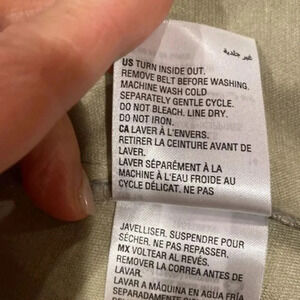 غير جلدية
US TURN INSIDE OUT.
REMOVE BELT BEFORE WASHING.
MACHINE WASH COLD
SEPARATELY GENTLE CYCLE.
DO NOT BLEACH. LINE DRY.
DO NOT IRON.
CA LAVER À L'ENVERS.
RETIRER LA CEINTURE AVANT DE
LAVER.
LAVER SÉPARÉMENT À LA
MACHINE À L'EAU FROIDE AU
CYCLE DÉLICAT. NE PAS
JAVELLISER. SUSPENDRE POUR
SÉCHER. NE PAS REPASSER.
MX VOLTEAR AL REVÉS.
REMOVER LA CORREA ANTES DE
LAVAR.
LAVAR A MÁQUINA EN AGUA FRÍA
SEPARADAMENTE